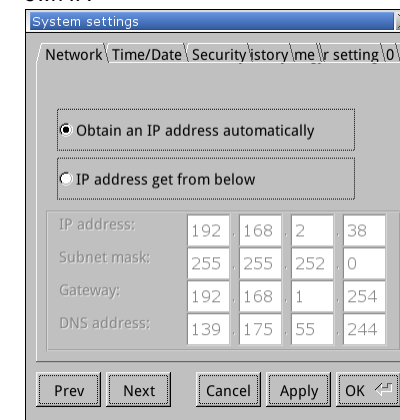 System settings
Network Time/Date Security istory me r setting 0
Obtain an IP address automatically
IP address get from below
IP address: 192 . 168 . 2 . 38
Subnet mask: 255 . 255 . 252 . 0
Gateway: 192 . 168 . 1 . 254
DNS address: 139 . 175 . 55 . 244
Prev Next Cancel Apply OK